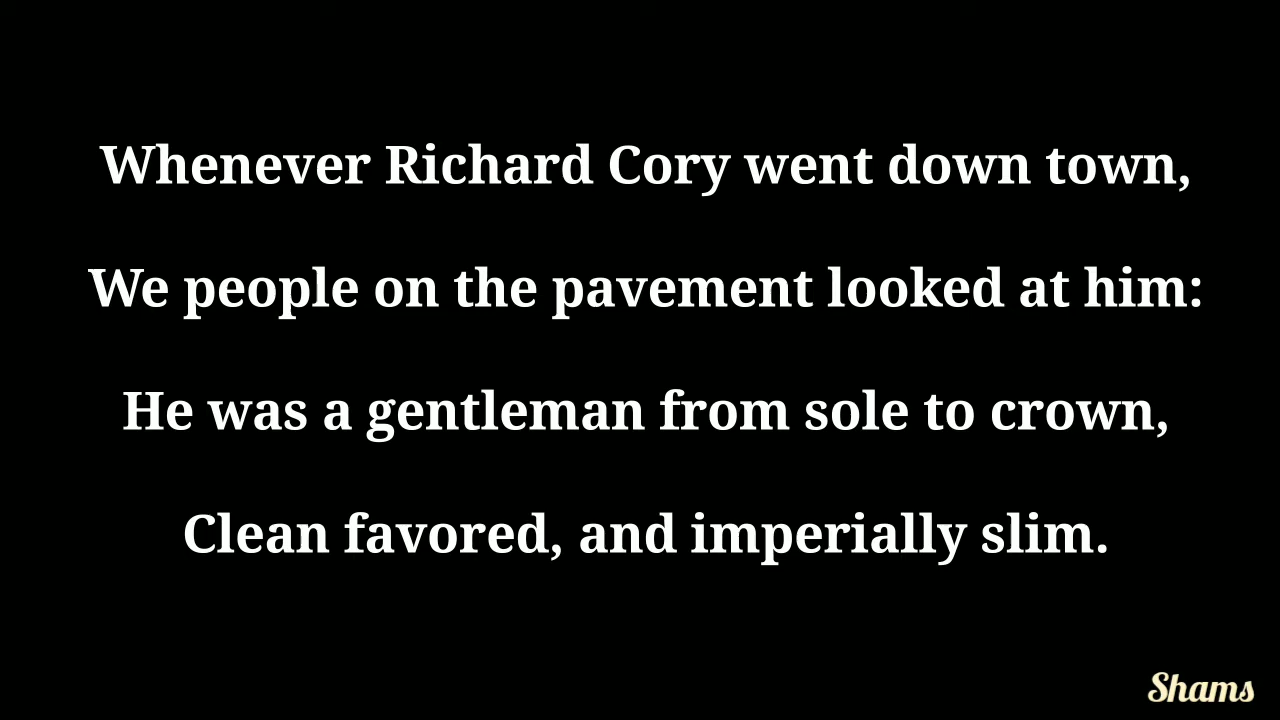 Whenever Richard Cory went down town,
We people on the pavement looked at him:
He was a gentleman from sole to crown,
Clean favored, and imperially slim.
Shams